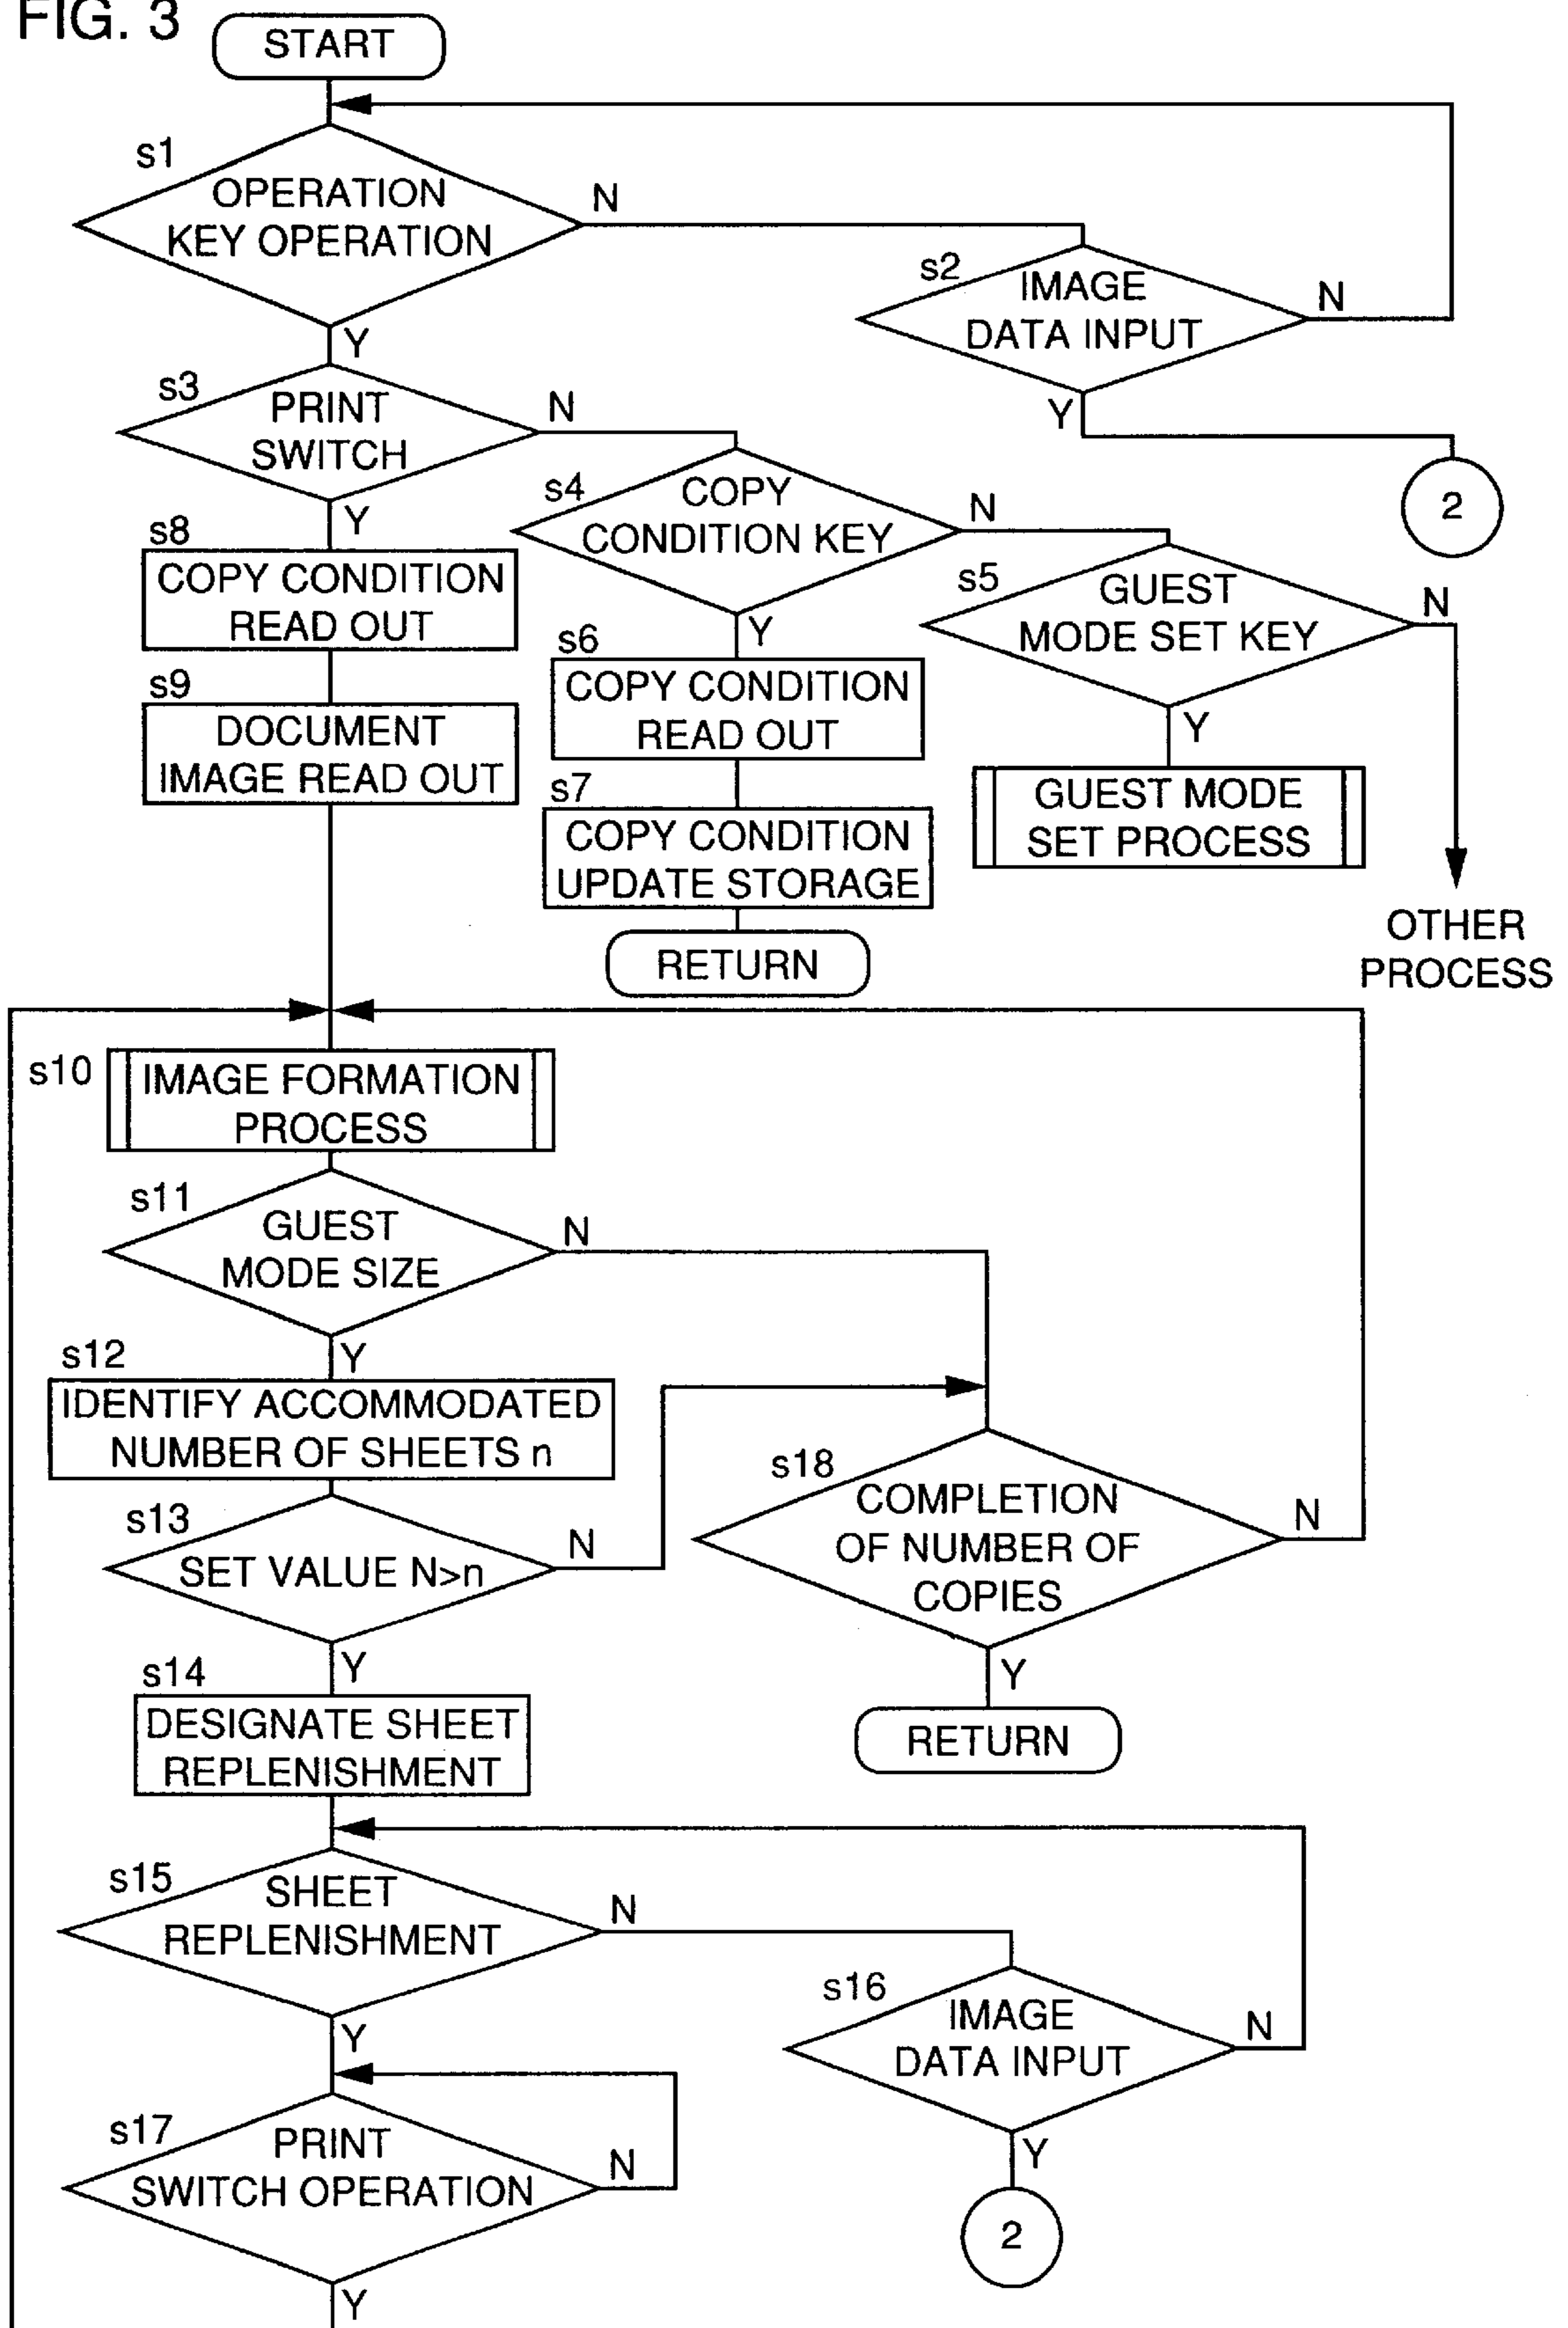 FIG. 3
START
s1
OPERATION
KEY OPERATION
N
Y
s2
IMAGE
DATA INPUT
N
Y
2
s3
PRINT
SWITCH
N
Y
s4
COPY
CONDITION KEY
N
Y
s5
GUEST
MODE SET KEY
N
Y
s8
COPY CONDITION
READ OUT
s6
COPY CONDITION
READ OUT
s9
DOCUMENT
IMAGE READ OUT
s7
COPY CONDITION
UPDATE STORAGE
GUEST MODE
SET PROCESS
RETURN
OTHER
PROCESS
s10
IMAGE FORMATION
PROCESS
s11
GUEST
MODE SIZE
N
Y
s12
IDENTIFY ACCOMMODATED
NUMBER OF SHEETS n
s13
SET VALUE N>n
N
Y
s18
COMPLETION
OF NUMBER OF
COPIES
N
Y
RETURN
s14
DESIGNATE SHEET
REPLENISHMENT
s15
SHEET
REPLENISHMENT
N
Y
s16
IMAGE
DATA INPUT
N
Y
2
s17
PRINT
SWITCH OPERATION
N
Y